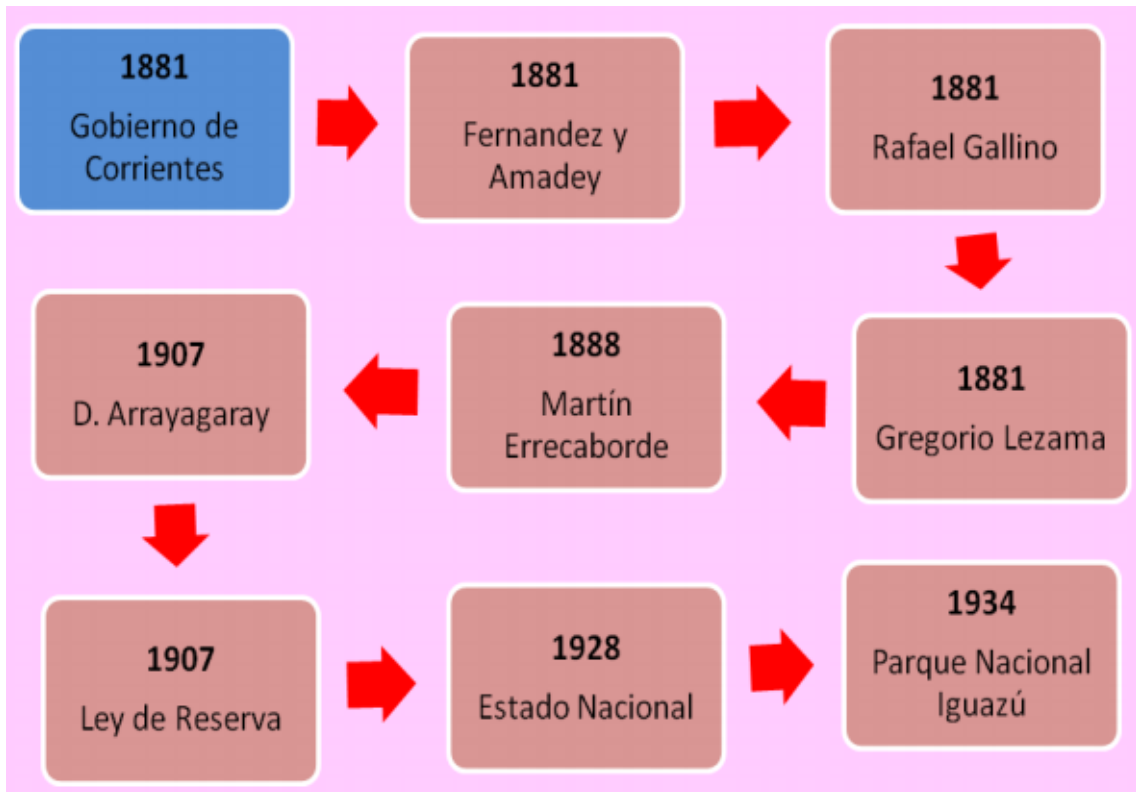 1881
Gobierno de
Corrientes
1881
Fernandez y
Amadey
1881
Rafael Gallino
1881
Gregorio Lezama
1888
Martín
Errecaborde
1907
D. Arrayagaray
1907
Ley de Reserva
1928
Estado Nacional
1934
Parque Nacional
Iguazú